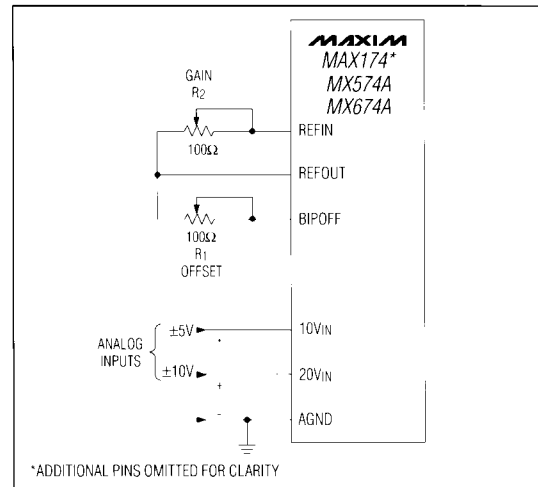 MAXIM
MAX174*
MX574A
MX674A
GAIN
R2
100Ω
REFIN
REFOUT
BIPOFF
100Ω
R1
OFFSET
±5V
10VIN
ANALOG
INPUTS
±10V
20VIN
+
-
AGND
*ADDITIONAL PINS OMITTED FOR CLARITY